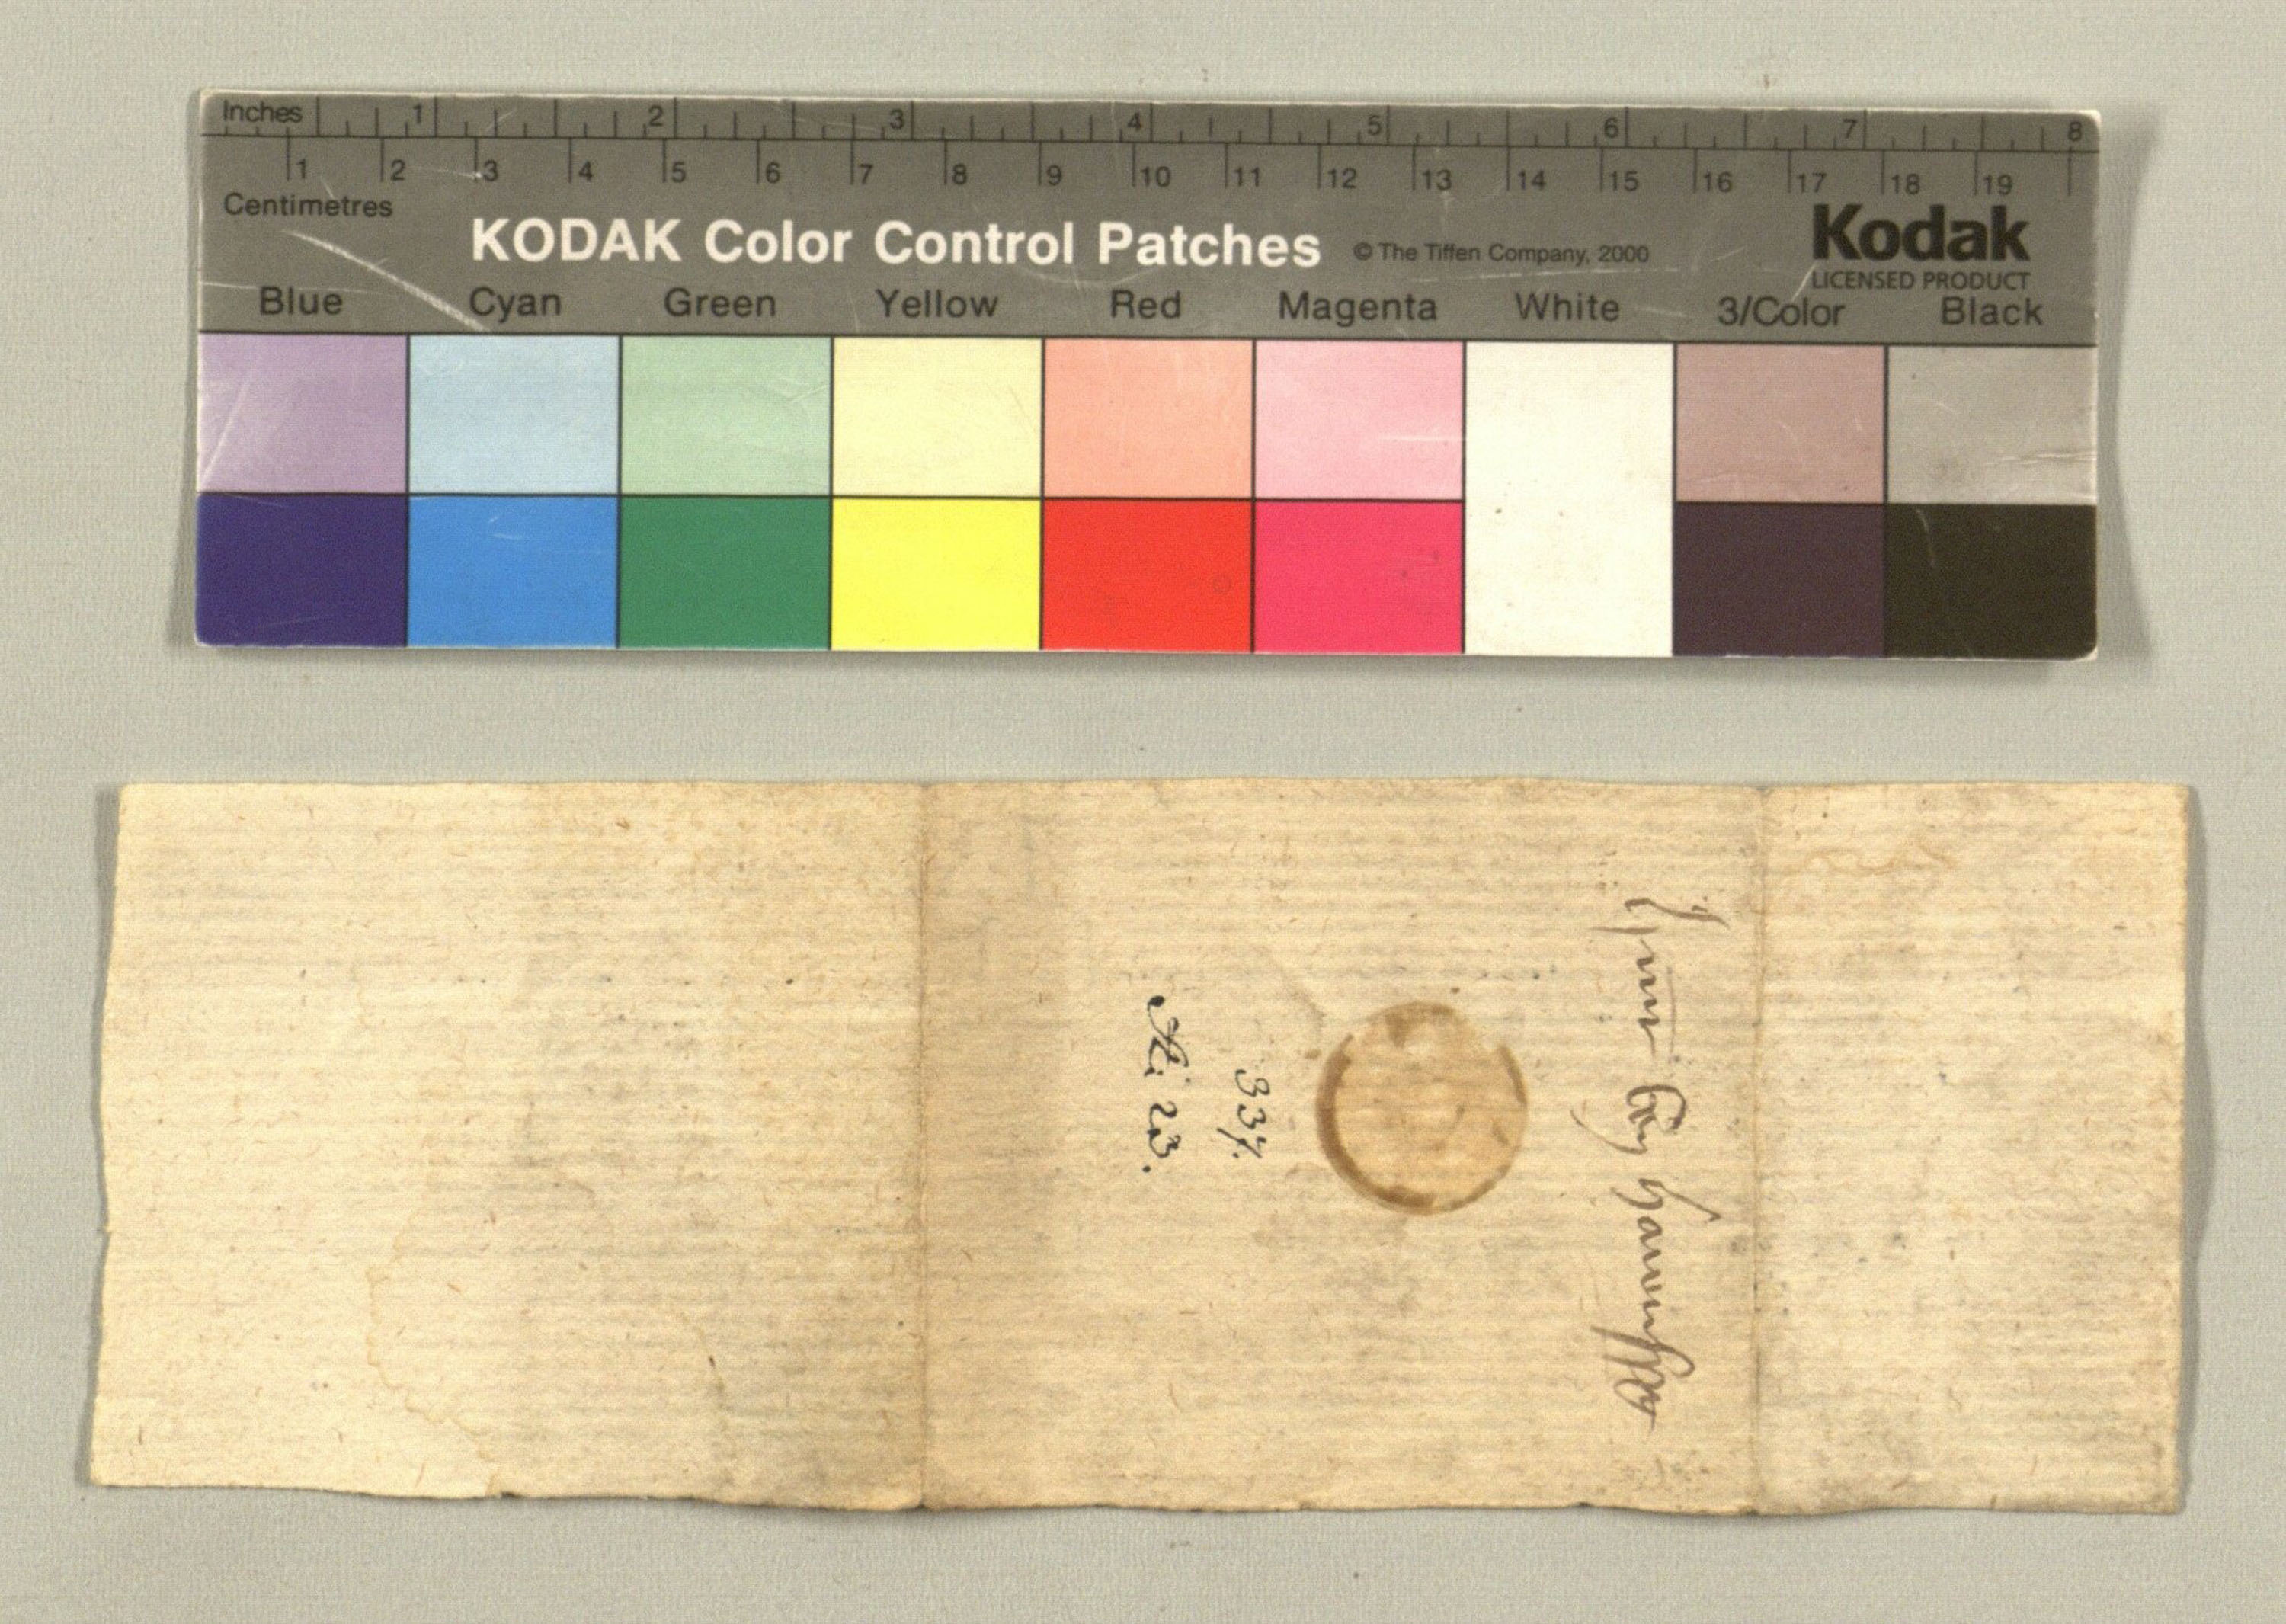 Inches 1 2 3 4 5 6 7 8
1 2 3 4 5 6 7 8 9 10 11 12 13 14 15 16 17 18 19
Centimetres
KODAK Color Control Patches © The Tiffen Company, 2000 Kodak
LICENSED PRODUCT
Blue Cyan Green Yellow Red Magenta White 3/Color Black
337.
23.